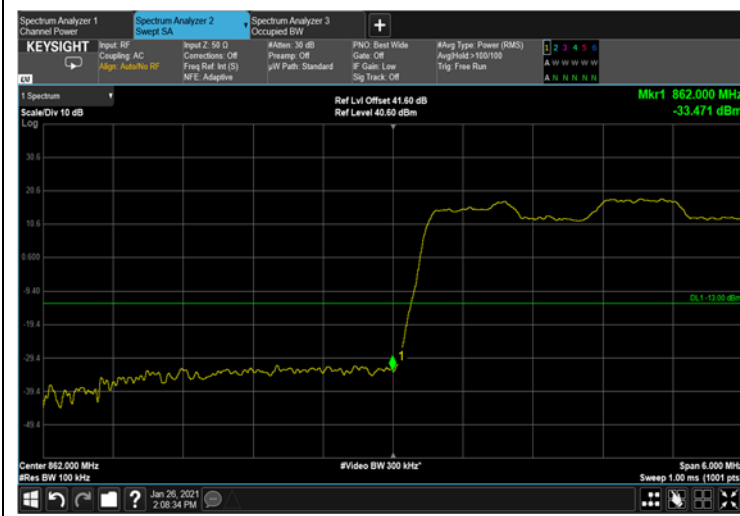 Spectrum Analyzer 1
Channel Power
Spectrum Analyzer 2
Swept SA
Spectrum Analyzer 3
Occupied BW
+
KEYSIGHT
Input: RF
Coupling: AC
Align: Auto/No RF
Input Z: 50 Ω
Corrections: Off
Freq Ref: Int (S)
NFE: Adaptive
#Atten: 30 dB
Preamp: Off
µW Path: Standard
PNO: Best Wide
Gate: Off
IF Gain: Low
Sig Track: Off
#Avg Type: Power (RMS)
Avg|Hold:>100/100
Trig: Free Run
1 2 3 4 5 6
A W W W W W
A N N N N N
1 Spectrum
Scale/Div 10 dB
Log
Ref Lvl Offset 41.60 dB
Ref Level 40.60 dBm
Mkr1 862.000 MHz
-33.471 dBm
30.6
20.6
10.6
0.600
-9.40
-19.4
-29.4
-39.4
-49.4
DL1 -13.00 dBm
1
Center 862.000 MHz
#Res BW 100 kHz
#Video BW 300 kHz*
Span 6.000 MHz
Sweep 1.00 ms (1001 pts
?
Jan 26, 2021
2:08:34 PM